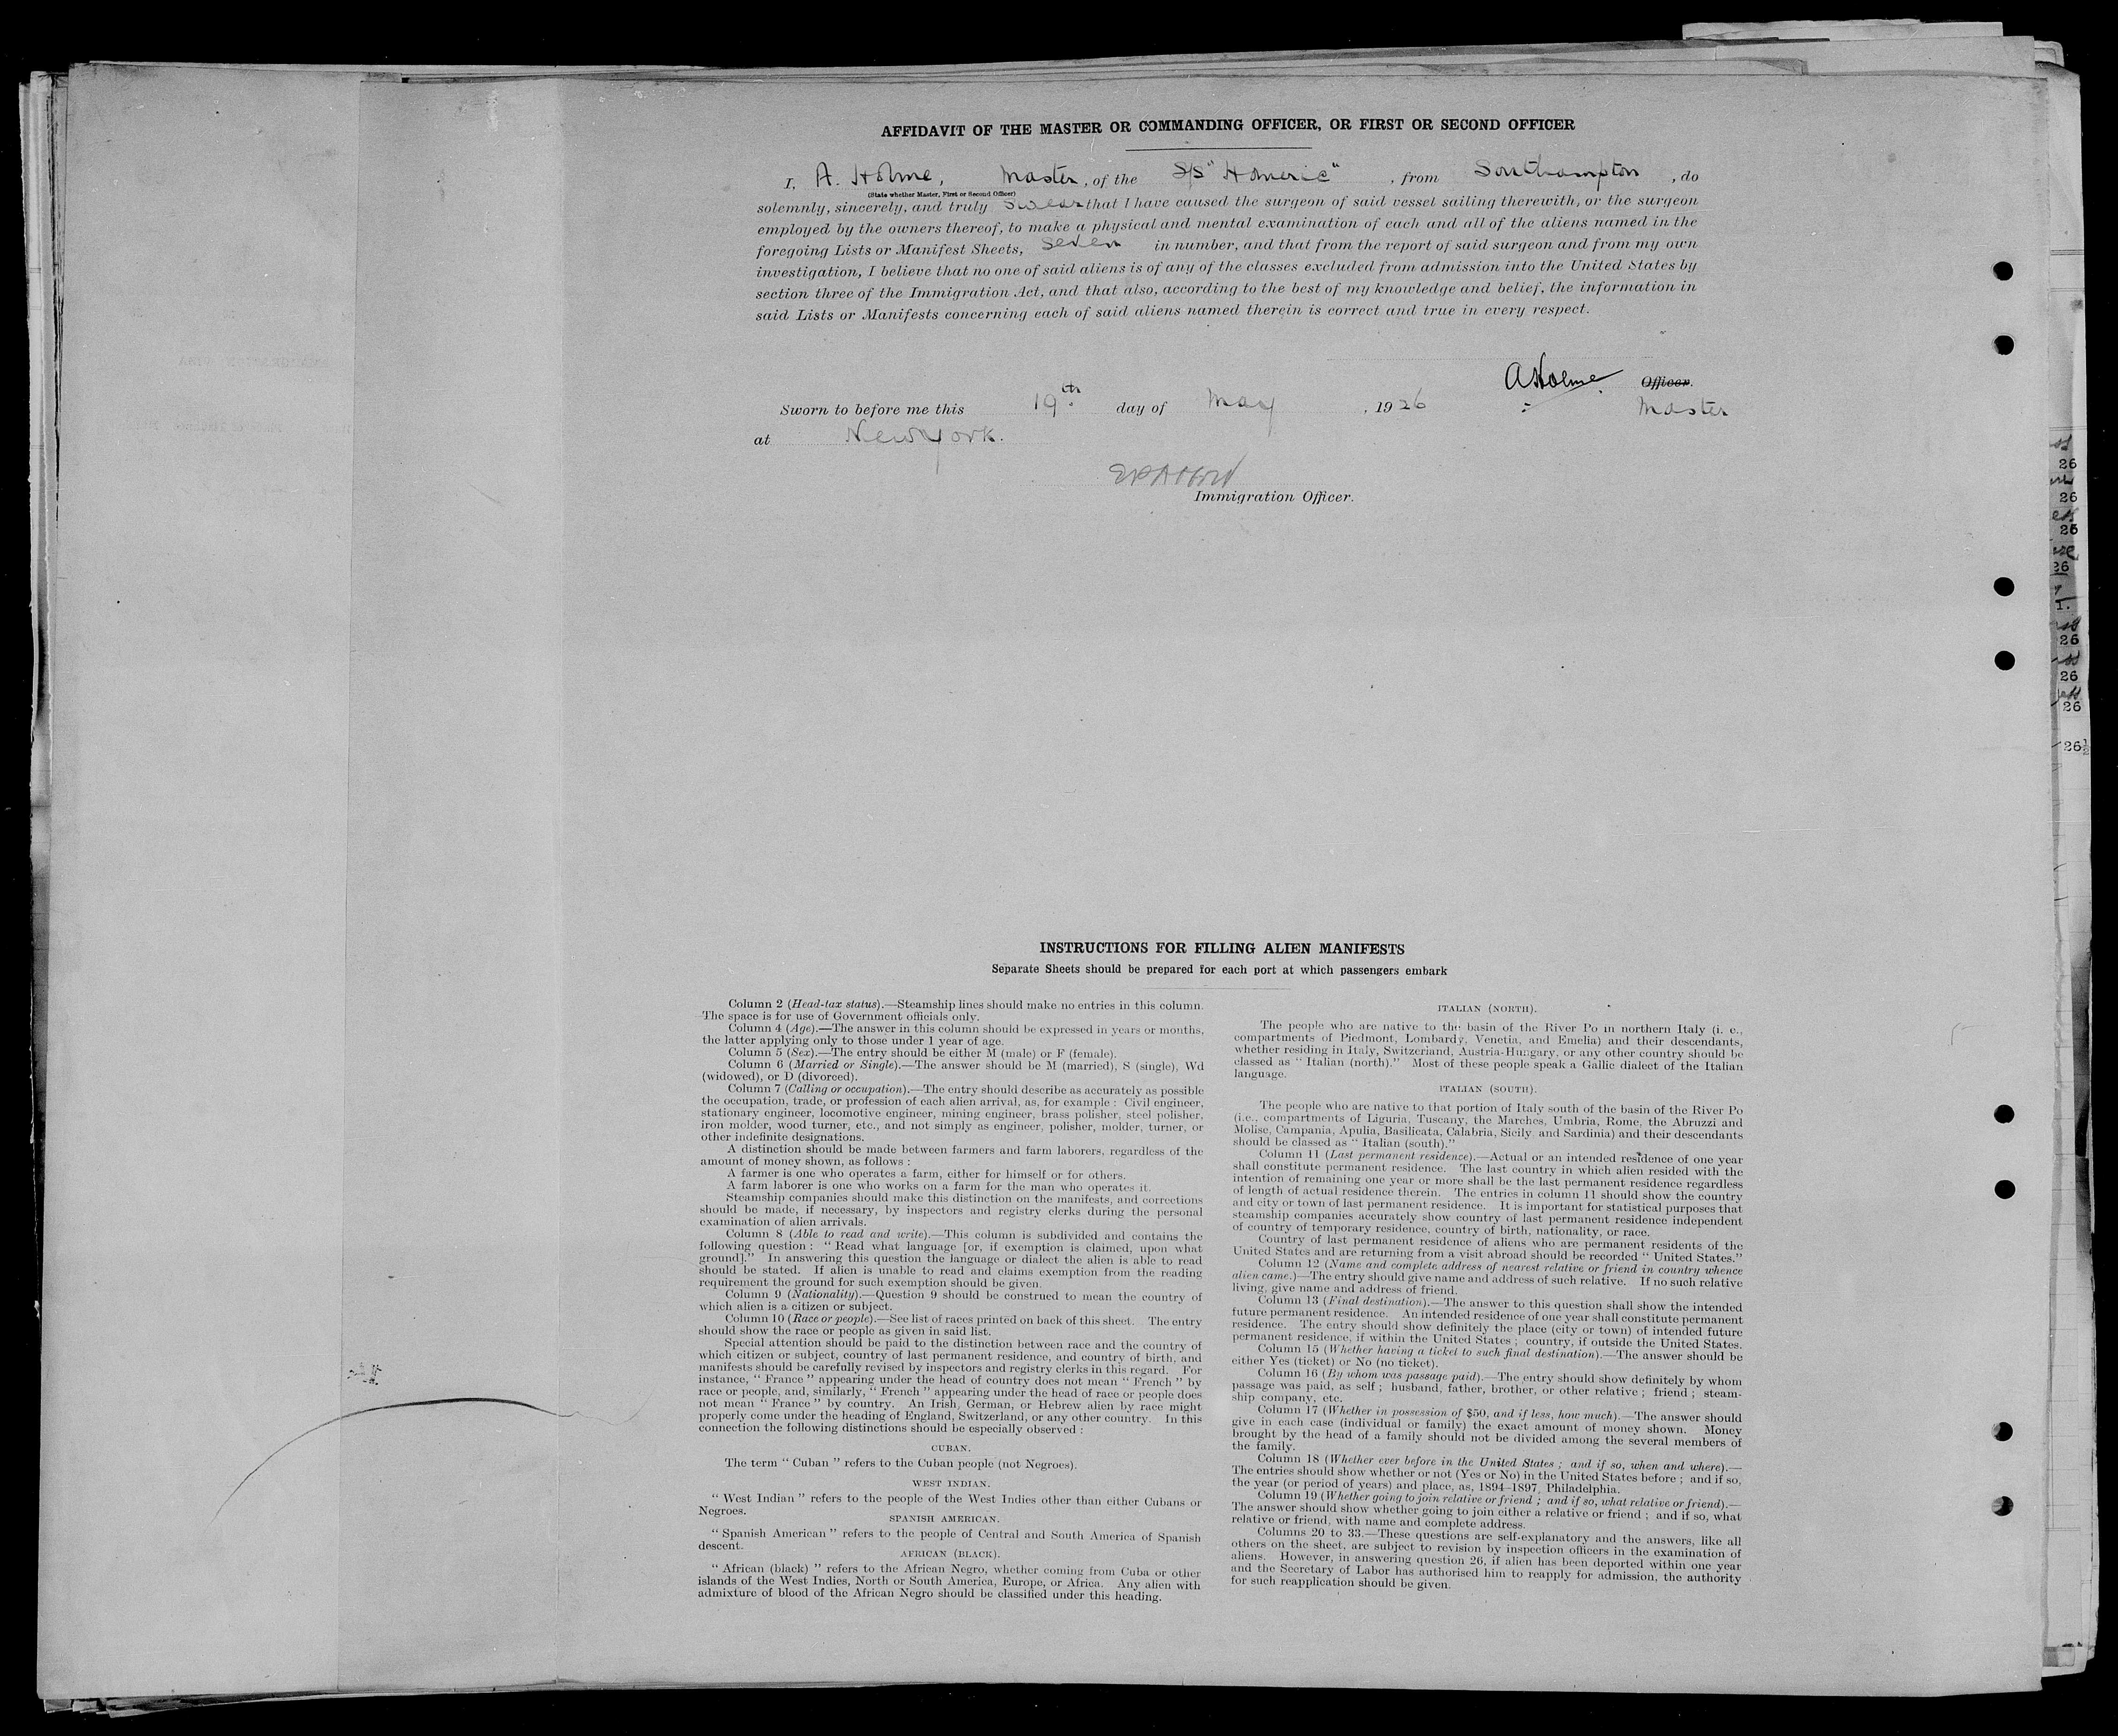 AFFIDAVIT OF THE MASTER OR COMMANDING OFFICER, OR FIRST OR SECOND OFFICER
I, A. Holme, Master, of the S/S "Homeric", from Southampton, do
(State whether Master, First or Second Officer)
solemnly, sincerely, and truly swear that I have caused the surgeon of said vessel sailing therewith, or the surgeon
employed by the owners thereof, to make a physical and mental examination of each and all of the aliens named in the
foregoing Lists or Manifest Sheets, seven in number, and that from the report of said surgeon and from my own
investigation, I believe that no one of said aliens is of any of the classes excluded from admission into the United States by
section three of the Immigration Act, and that also, according to the best of my knowledge and belief, the information in
said Lists or Manifests concerning each of said aliens named therein is correct and true in every respect.
AHolme Officer.
Sworn to before me this 19th day of May, 1926 Master
at New York.
Immigration Officer.
INSTRUCTIONS FOR FILLING ALIEN MANIFESTS
Separate Sheets should be prepared for each port at which passengers embark
Column 2 (Head-tax status).—Steamship lines should make no entries in this column.
The space is for use of Government officials only.
Column 4 (Age).—The answer in this column should be expressed in years or months,
the latter applying only to those under 1 year of age.
Column 5 (Sex).—The entry should be either M (male) or F (female).
Column 6 (Married or Single).—The answer should be M (married), S (single), Wd
(widowed), or D (divorced).
Column 7 (Calling or occupation).—The entry should describe as accurately as possible
the occupation, trade, or profession of each alien arrival, as, for example : Civil engineer,
stationary engineer, locomotive engineer, mining engineer, brass polisher, steel polisher,
iron molder, wood turner, etc., and not simply as engineer, polisher, molder, turner, or
other indefinite designations.
A distinction should be made between farmers and farm laborers, regardless of the
amount of money shown, as follows :
A farmer is one who operates a farm, either for himself or for others.
A farm laborer is one who works on a farm for the man who operates it.
Steamship companies should make this distinction on the manifests, and corrections
should be made, if necessary, by inspectors and registry clerks during the personal
examination of alien arrivals.
Column 8 (Able to read and write).—This column is subdivided and contains the
following question : " Read what language [or, if exemption is claimed, upon what
ground]." In answering this question the language or dialect the alien is able to read
should be stated. If alien is unable to read and claims exemption from the reading
requirement the ground for such exemption should be given.
Column 9 (Nationality).—Question 9 should be construed to mean the country of
which alien is a citizen or subject.
Column 10 (Race or people).—See list of races printed on back of this sheet. The entry
should show the race or people as given in said list.
Special attention should be paid to the distinction between race and the country of
which citizen or subject, country of last permanent residence, and country of birth, and
manifests should be carefully revised by inspectors and registry clerks in this regard. For
instance, " France " appearing under the head of country does not mean " French " by
race or people, and, similarly, " French " appearing under the head of race or people does
not mean " France " by country. An Irish, German, or Hebrew alien by race might
properly come under the heading of England, Switzerland, or any other country. In this
connection the following distinctions should be especially observed :
CUBAN.
The term " Cuban " refers to the Cuban people (not Negroes).
WEST INDIAN.
" West Indian " refers to the people of the West Indies other than either Cubans or
Negroes.
SPANISH AMERICAN.
" Spanish American " refers to the people of Central and South America of Spanish
descent.
AFRICAN (BLACK).
" African (black) " refers to the African Negro, whether coming from Cuba or other
islands of the West Indies, North or South America, Europe, or Africa. Any alien with
admixture of blood of the African Negro should be classified under this heading.
ITALIAN (NORTH).
The people who are native to the basin of the River Po in northern Italy (i. e.,
compartments of Piedmont, Lombardy, Venetia, and Emelia) and their descendants,
whether residing in Italy, Switzerland, Austria-Hungary, or any other country should be
classed as " Italian (north)." Most of these people speak a Gallic dialect of the Italian
language.
ITALIAN (SOUTH).
The people who are native to that portion of Italy south of the basin of the River Po
(i.e., compartments of Liguria, Tuscany, the Marches, Umbria, Rome, the Abruzzi and
Molise, Campania, Apulia, Basilicata, Calabria, Sicily and Sardinia) and their descendants
should be classed as " Italian (south)."
Column 11 (Last permanent residence).—Actual or an intended residence of one year
shall constitute permanent residence. The last country in which alien resided with the
intention of remaining one year or more shall be the last permanent residence regardless
of length of actual residence therein. The entries in column 11 should show the country
and city or town of last permanent residence. It is important for statistical purposes that
steamship companies accurately show country of last permanent residence independent
of country of temporary residence, country of birth, nationality, or race.
Country of last permanent residence of aliens who are permanent residents of the
United States and are returning from a visit abroad should be recorded " United States."
Column 12 (Name and complete address of nearest relative or friend in country whence
alien came.)—The entry should give name and address of such relative. If no such relative
living, give name and address of friend.
Column 13 (Final destination).—The answer to this question shall show the intended
future permanent residence. An intended residence of one year shall constitute permanent
residence. The entry should show definitely the place (city or town) of intended future
permanent residence, if within the United States ; country, if outside the United States.
Column 15 (Whether having a ticket to such final destination).—The answer should be
either Yes (ticket) or No (no ticket).
Column 16 (By whom was passage paid).—The entry should show definitely by whom
passage was paid, as self ; husband, father, brother, or other relative ; friend ; steam-
ship company, etc.
Column 17 (Whether in possession of $50, and if less, how much).—The answer should
give in each case (individual or family) the exact amount of money shown. Money
brought by the head of a family should not be divided among the several members of
the family.
Column 18 (Whether ever before in the United States ; and if so, when and where).—
The entries should show whether or not (Yes or No) in the United States before ; and if so,
the year (or period of years) and place, as, 1894–1897, Philadelphia.
Column 19 (Whether going to join relative or friend ; and if so, what relative or friend).—
The answer should show whether going to join either a relative or friend ; and if so, what
relative or friend, with name and complete address.
Columns 20 to 33.—These questions are self-explanatory and the answers, like all
others on the sheet, are subject to revision by inspection officers in the examination of
aliens. However, in answering question 26, if alien has been deported within one year
and the Secretary of Labor has authorised him to reapply for admission, the authority
for such reapplication should be given.
26
26
26
26
26
26
26
26½